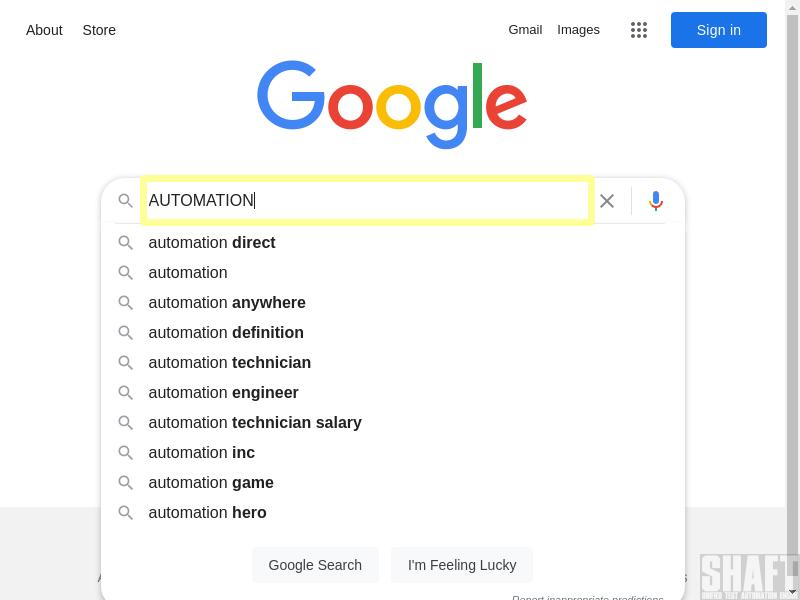 About Store Gmail Images Sign in
Google
AUTOMATION
automation direct
automation
automation anywhere
automation definition
automation technician
automation engineer
automation technician salary
automation inc
automation game
automation hero
Google Search I'm Feeling Lucky
Report inappropriate predictions
SHAFT